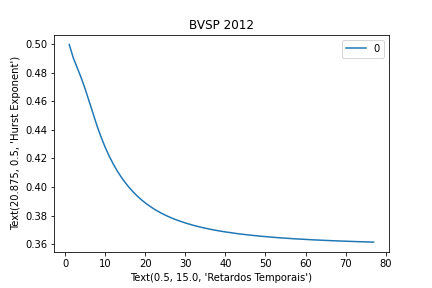 BVSP 2012
0
0.50
0.48
0.46
0.44
0.42
0.40
0.38
0.36
Text(20.875, 0.5, 'Hurst Exponent')
0 10 20 30 40 50 60 70 80
Text(0.5, 15.0, 'Retardos Temporais')